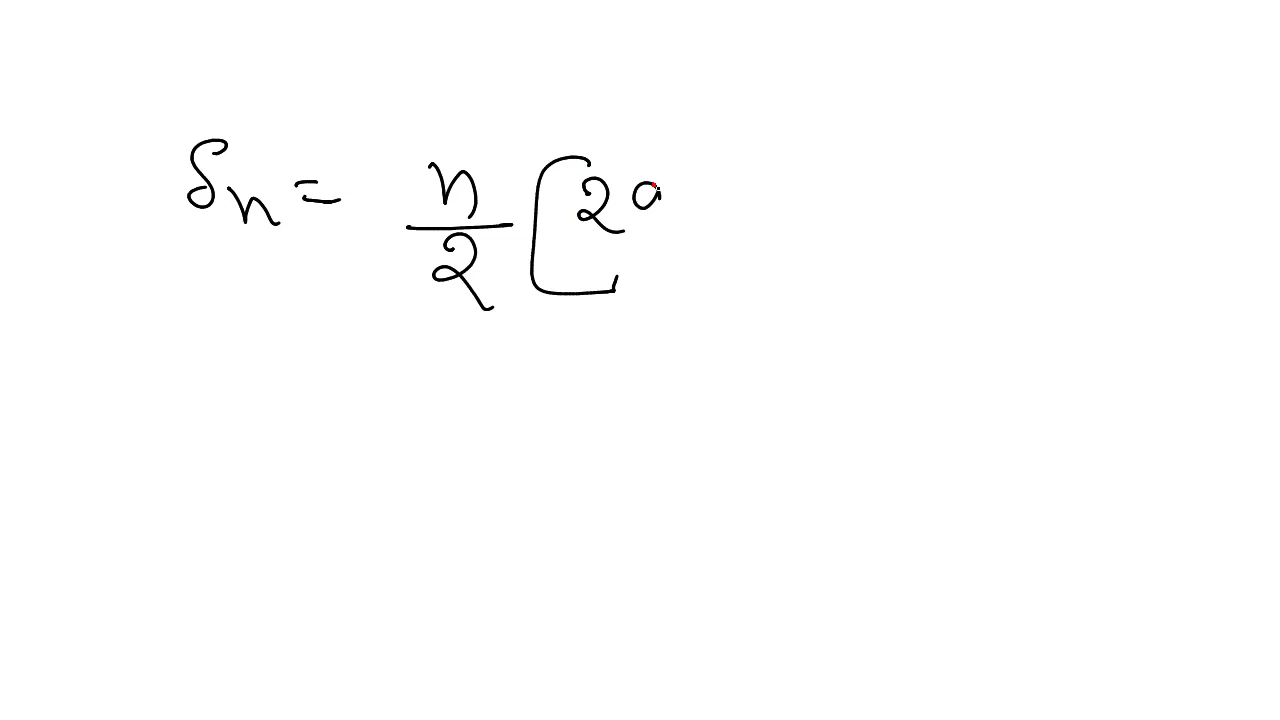 Sn = n/2 [2a